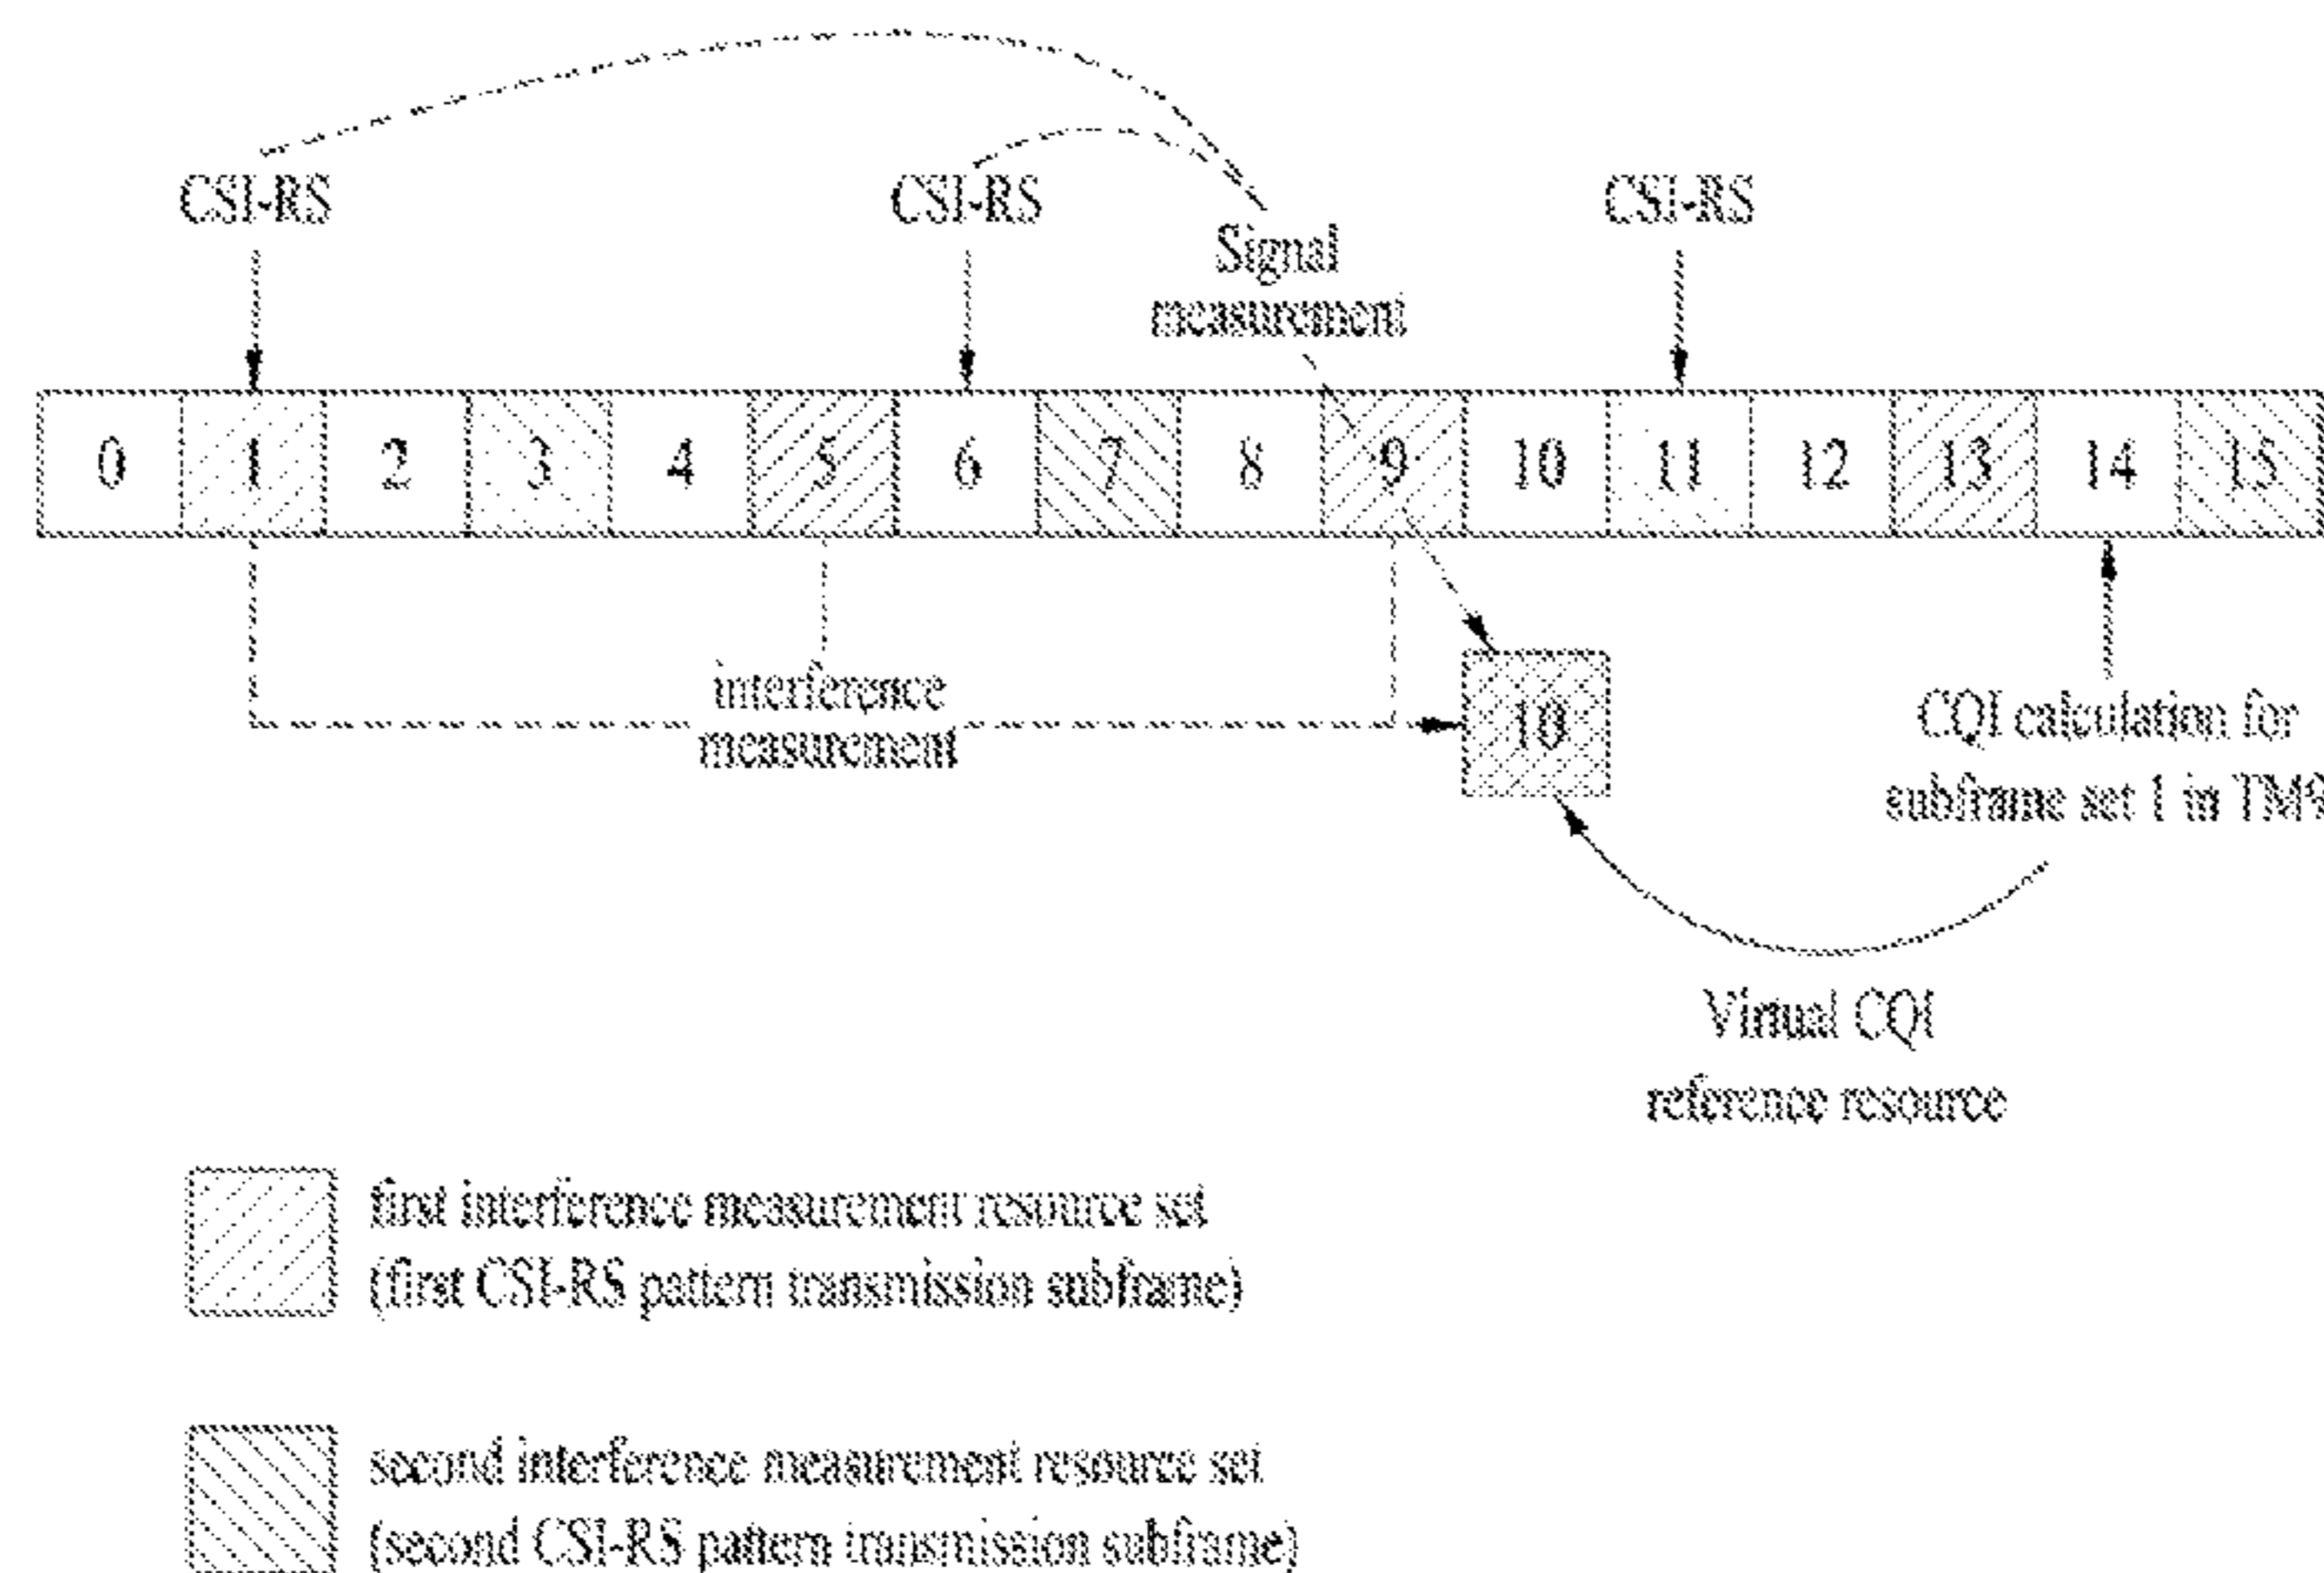 CSI-RS CSI-RS CSI-RS
Signal
measurement
0 1 2 3 4 5 6 7 8 9 10 11 12 13 14 15
interference
measurement
10
CQI calculation for
subframe set 1 in
Virtual CQI
reference resource
first interference measurement resource set
(first CSI-RS pattern transmission subframe)
second interference measurement resource set
(second CSI-RS pattern transmission subframe)